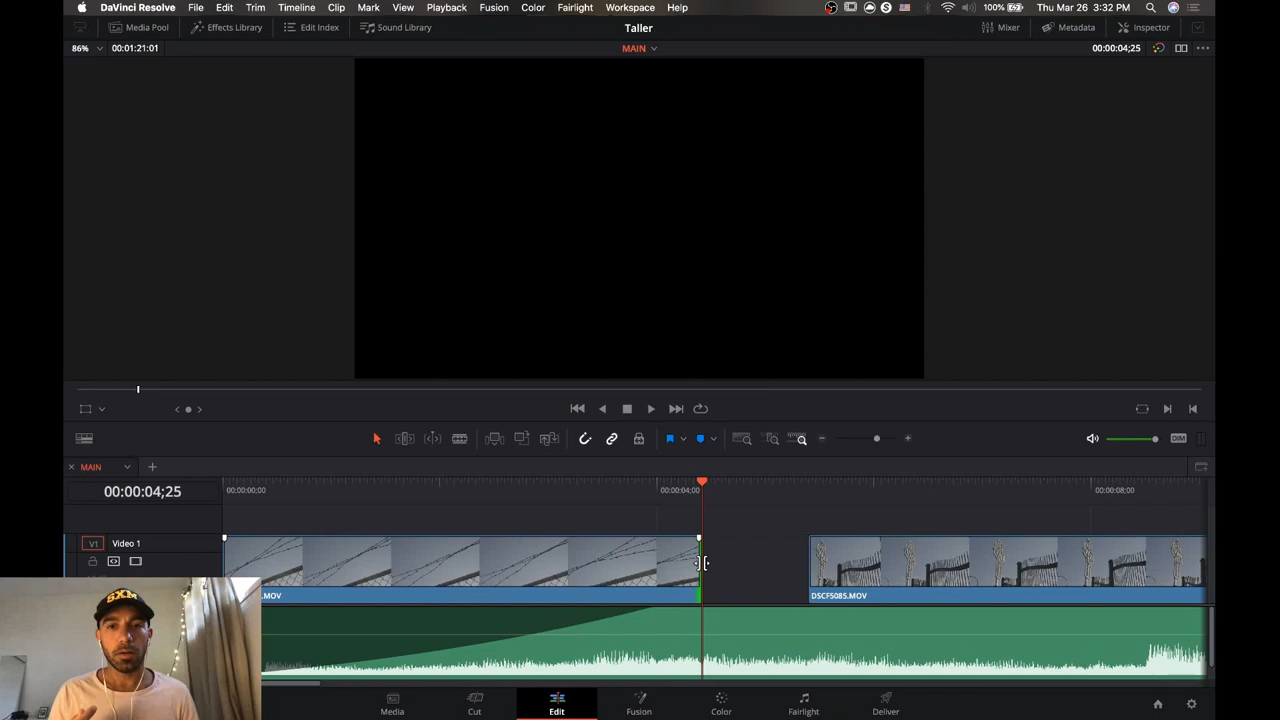 DaVinci Resolve File Edit Trim Timeline Clip Mark View Playback Fusion Color Fairlight Workspace Help 100% Thu Mar 26 3:32 PM
Media Pool Effects Library Edit Index Sound Library Taller Mixer Metadata Inspector
86% 00:01:21:01 MAIN 00:00:04;25
DIM
MAIN
00:00:04;25 00:00:00;00 00:00:04;00 00:00:08;00
V1 Video 1
.MOV DSCF5085.MOV
SXM
Media Cut Edit Fusion Color Fairlight Deliver